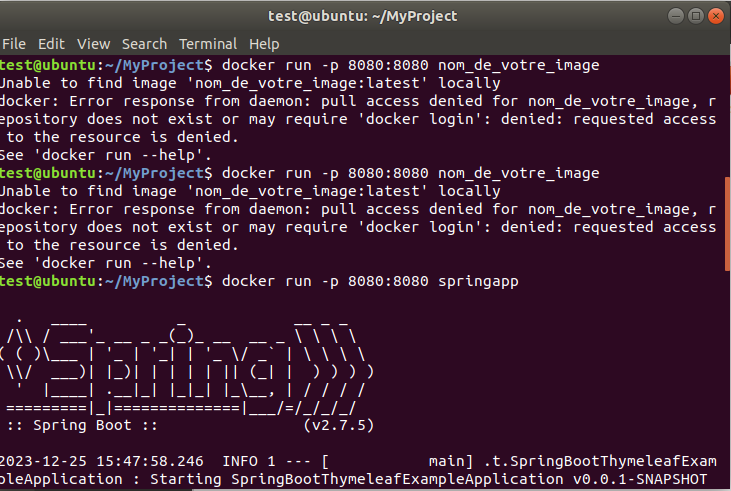 test@ubuntu: ~/MyProject
File Edit View Search Terminal Help
test@ubuntu:~/MyProject$ docker run -p 8080:8080 nom_de_votre_image
Unable to find image 'nom_de_votre_image:latest' locally
docker: Error response from daemon: pull access denied for nom_de_votre_image, r
epository does not exist or may require 'docker login': denied: requested access
 to the resource is denied.
See 'docker run --help'.
test@ubuntu:~/MyProject$ docker run -p 8080:8080 nom_de_votre_image
Unable to find image 'nom_de_votre_image:latest' locally
docker: Error response from daemon: pull access denied for nom_de_votre_image, r
epository does not exist or may require 'docker login': denied: requested access
 to the resource is denied.
See 'docker run --help'.
test@ubuntu:~/MyProject$ docker run -p 8080:8080 springapp
  .   ____          _            __ _ _
 /\\ / ___'_ __ _ _(_)_ __  __ _ \ \ \ \
( ( )\___ | '_ | '_| | '_ \/ _` | \ \ \ \
 \\/  ___)| |_)| | | | | || (_| |  ) ) ) )
  '  |____| .__|_| |_|_| |_\__, | / / / /
 =========|_|==============|___/=/_/_/_/
 :: Spring Boot ::                (v2.7.5)
2023-12-25 15:47:58.246  INFO 1 --- [           main] .t.SpringBootThymeleafExam
pleApplication : Starting SpringBootThymeleafExampleApplication v0.0.1-SNAPSHOT